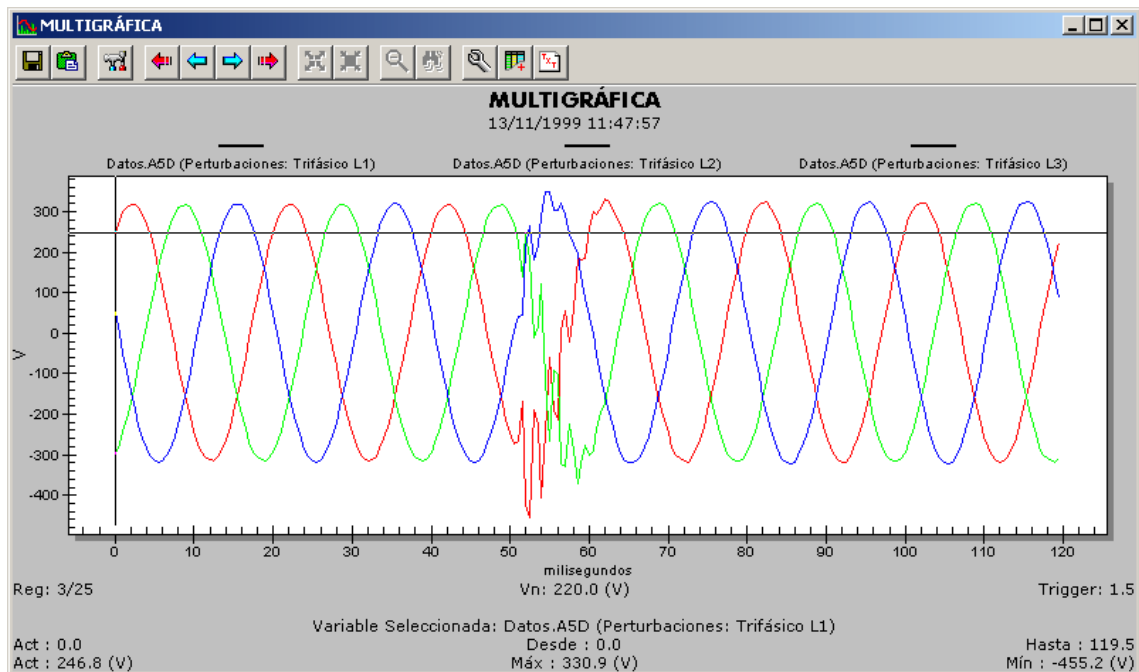 MULTIGRÁFICA
TXT
MULTIGRÁFICA
13/11/1999 11:47:57
Datos.A5D (Perturbaciones: Trifásico L1) Datos.A5D (Perturbaciones: Trifásico L2) Datos.A5D (Perturbaciones: Trifásico L3)
300
200
100
0
-100
-200
-300
-400
V
0 10 20 30 40 50 60 70 80 90 100 110 120
milisegundos
Reg: 3/25 Vn: 220.0 (V) Trigger: 1.5
Variable Seleccionada: Datos.A5D (Perturbaciones: Trifásico L1)
Act : 0.0 Desde : 0.0 Hasta : 119.5
Act : 246.8 (V) Máx : 330.9 (V) Mín : -455.2 (V)